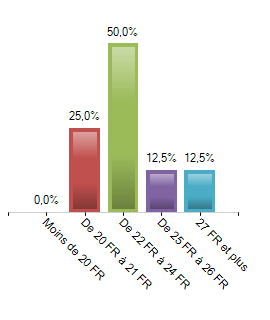 50,0%
25,0%
12,5%
12,5%
0,0%
Moins de 20 FR
De 20 FR à 21 FR
De 22 FR à 24 FR
De 25 FR à 26 FR
27 FR et plus